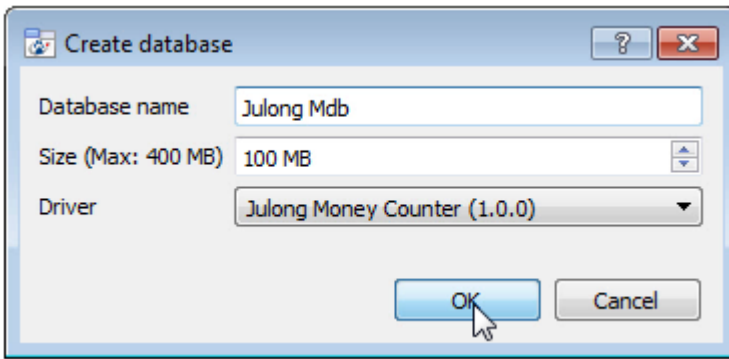 Create database
Database name Julong Mdb
Size (Max: 400 MB) 100 MB
Driver Julong Money Counter (1.0.0)
OK Cancel